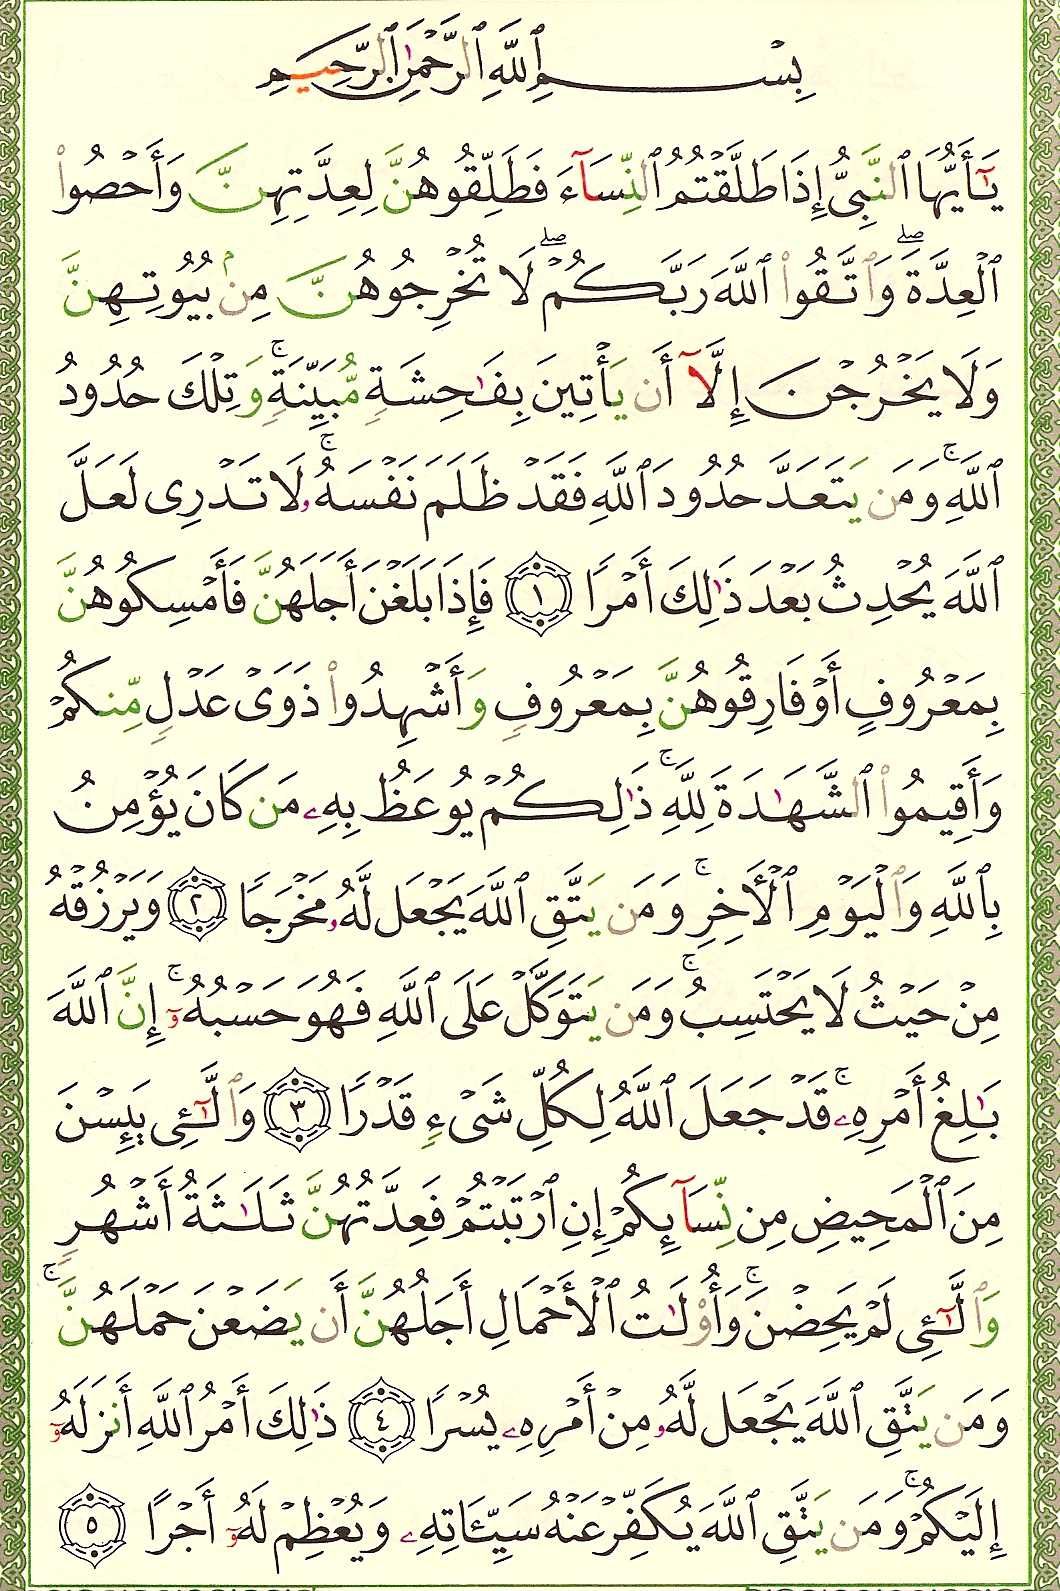 بِسۡمِ ٱللَّهِ ٱلرَّحۡمَٰنِ ٱلرَّحِيمِ
يَٰٓأَيُّهَا ٱلنَّبِيُّ إِذَا طَلَّقۡتُمُ ٱلنِّسَآءَ فَطَلِّقُوهُنَّ لِعِدَّتِهِنَّ وَأَحۡصُواْ
ٱلۡعِدَّةَۖ وَٱتَّقُواْ ٱللَّهَ رَبَّكُمۡۖ لَا تُخۡرِجُوهُنَّ مِنۢ بُيُوتِهِنَّ
وَلَا يَخۡرُجۡنَ إِلَّآ أَن يَأۡتِينَ بِفَٰحِشَةٖ مُّبَيِّنَةٖۚ وَتِلۡكَ حُدُودُ
ٱللَّهِۚ وَمَن يَتَعَدَّ حُدُودَ ٱللَّهِ فَقَدۡ ظَلَمَ نَفۡسَهُۥۚ لَا تَدۡرِي لَعَلَّ
ٱللَّهَ يُحۡدِثُ بَعۡدَ ذَٰلِكَ أَمۡرٗا ١ فَإِذَا بَلَغۡنَ أَجَلَهُنَّ فَأَمۡسِكُوهُنَّ
بِمَعۡرُوفٍ أَوۡ فَارِقُوهُنَّ بِمَعۡرُوفٖ وَأَشۡهِدُواْ ذَوَيۡ عَدۡلٖ مِّنكُمۡ
وَأَقِيمُواْ ٱلشَّهَٰدَةَ لِلَّهِۚ ذَٰلِكُمۡ يُوعَظُ بِهِۦ مَن كَانَ يُؤۡمِنُ
بِٱللَّهِ وَٱلۡيَوۡمِ ٱلۡأٓخِرِۚ وَمَن يَتَّقِ ٱللَّهَ يَجۡعَل لَّهُۥ مَخۡرَجٗا ٢ وَيَرۡزُقۡهُ
مِنۡ حَيۡثُ لَا يَحۡتَسِبُۚ وَمَن يَتَوَكَّلۡ عَلَى ٱللَّهِ فَهُوَ حَسۡبُهُۥٓۚ إِنَّ ٱللَّهَ
بَٰلِغُ أَمۡرِهِۦۚ قَدۡ جَعَلَ ٱللَّهُ لِكُلِّ شَيۡءٖ قَدۡرٗا ٣ وَٱلَّٰٓـِٔي يَئِسۡنَ
مِنَ ٱلۡمَحِيضِ مِن نِّسَآئِكُمۡ إِنِ ٱرۡتَبۡتُمۡ فَعِدَّتُهُنَّ ثَلَٰثَةُ أَشۡهُرٖ
وَٱلَّٰٓـِٔي لَمۡ يَحِضۡنَۚ وَأُوْلَٰتُ ٱلۡأَحۡمَالِ أَجَلُهُنَّ أَن يَضَعۡنَ حَمۡلَهُنَّۚ
وَمَن يَتَّقِ ٱللَّهَ يَجۡعَل لَّهُۥ مِنۡ أَمۡرِهِۦ يُسۡرٗا ٤ ذَٰلِكَ أَمۡرُ ٱللَّهِ أَنزَلَهُۥٓ
إِلَيۡكُمۡۚ وَمَن يَتَّقِ ٱللَّهَ يُكَفِّرۡ عَنۡهُ سَيِّـَٔاتِهِۦ وَيُعۡظِمۡ لَهُۥٓ أَجۡرًا ٥